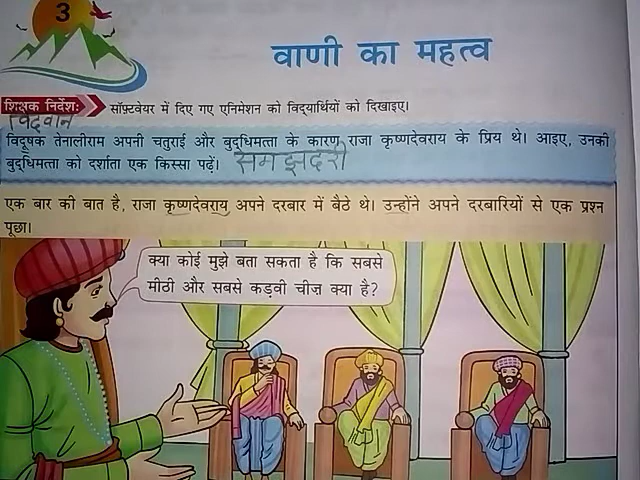 3
वाणी का महत्व
शिक्षक निर्देश: सॉफ़्टवेयर में दिए गए एनिमेशन को विद्यार्थियों को दिखाइए।
विदवान
विदूषक तेनालीराम अपनी चतुराई और बुद्धिमत्ता के कारण राजा कृष्णदेवराय के प्रिय थे। आइए, उनकी
बुद्धिमत्ता को दर्शाता एक किस्सा पढ़ें। समझदारी
एक बार की बात है, राजा कृष्णदेवराय अपने दरबार में बैठे थे। उन्होंने अपने दरबारियों से एक प्रश्न
पूछा।
क्या कोई मुझे बता सकता है कि सबसे
मीठी और सबसे कड़वी चीज़ क्या है?